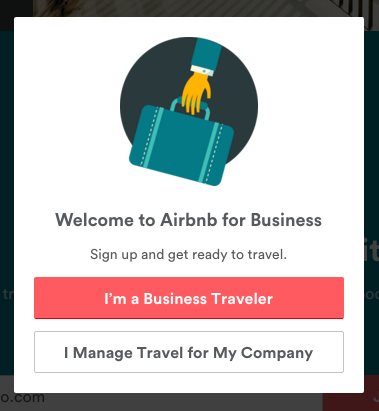 Welcome to Airbnb for Business
Sign up and get ready to travel.
I'm a Business Traveler
I Manage Travel for My Company
o.com